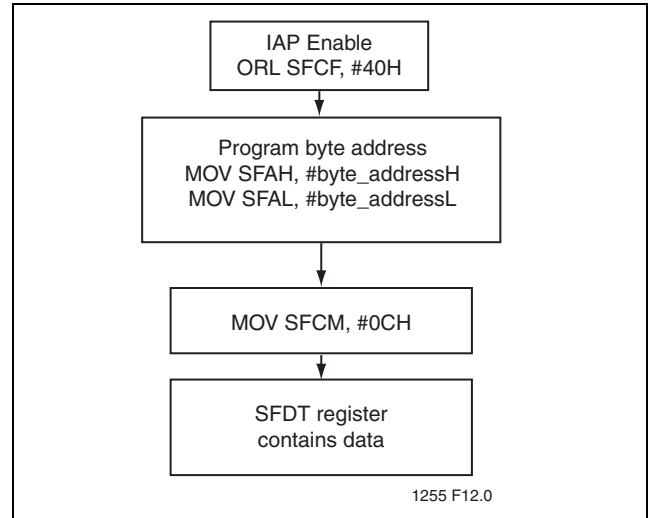 IAP Enable
ORL SFCF, #40H
Program byte address
MOV SFAH, #byte_addressH
MOV SFAL, #byte_addressL
MOV SFCM, #0CH
SFDT register
contains data
1255 F12.0